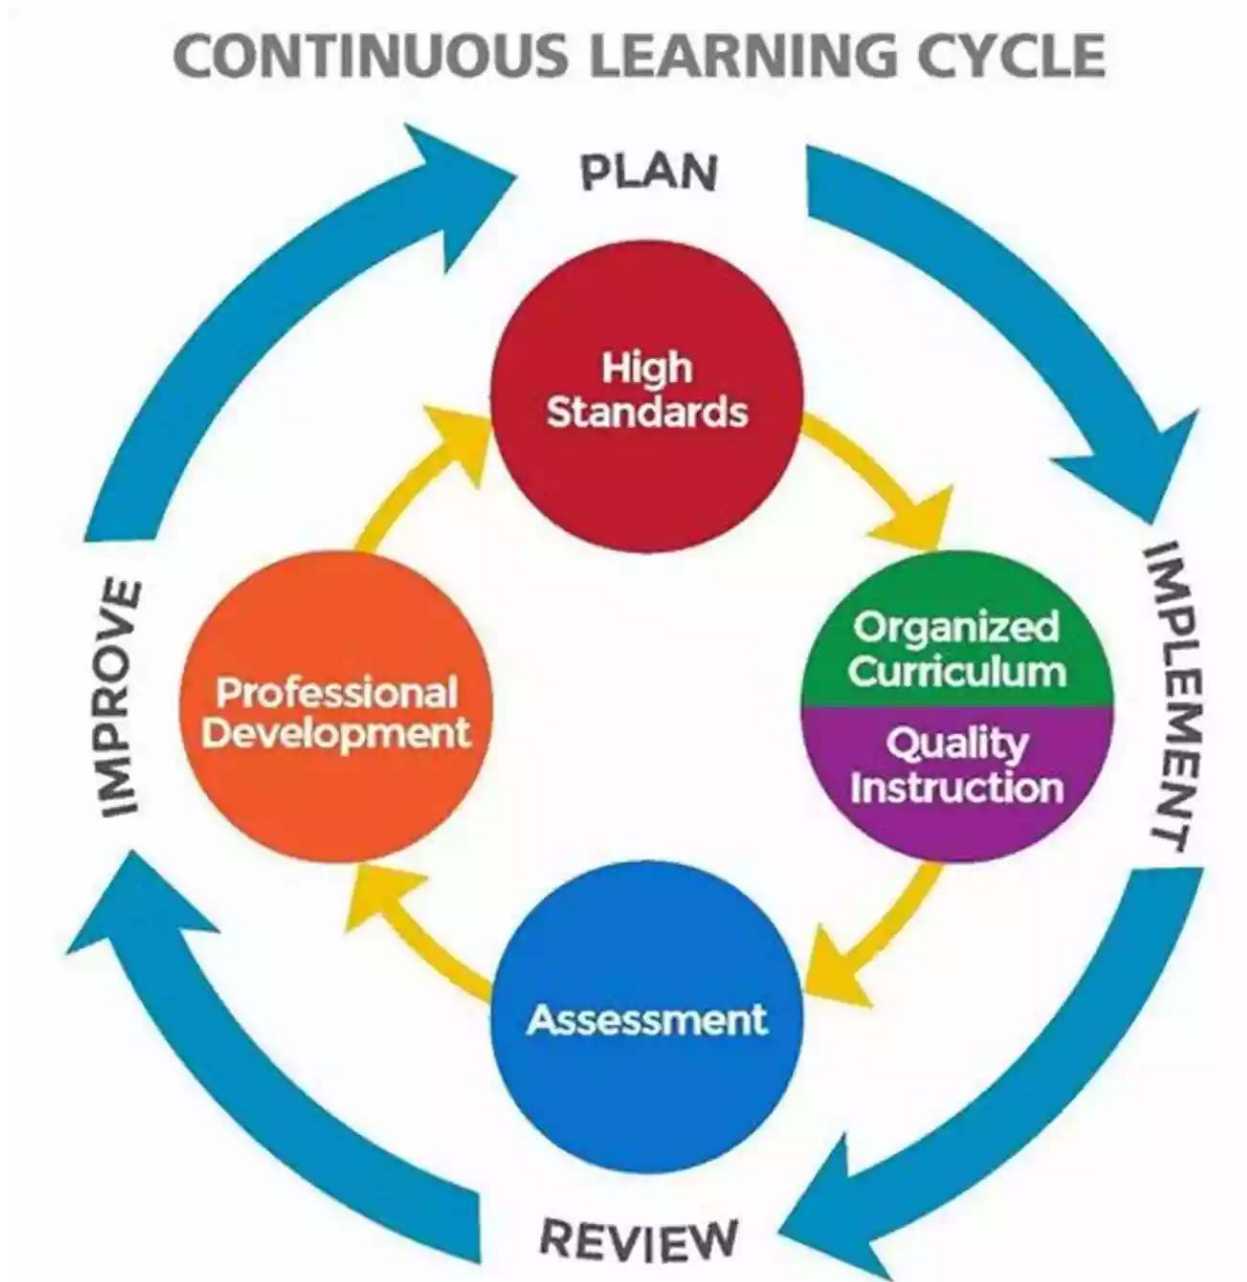 CONTINUOUS LEARNING CYCLE
PLAN
High
Standards
IMPLEMENT
Organized
Curriculum
Quality
Instruction
REVIEW
Assessment
IMPROVE
Professional
Development